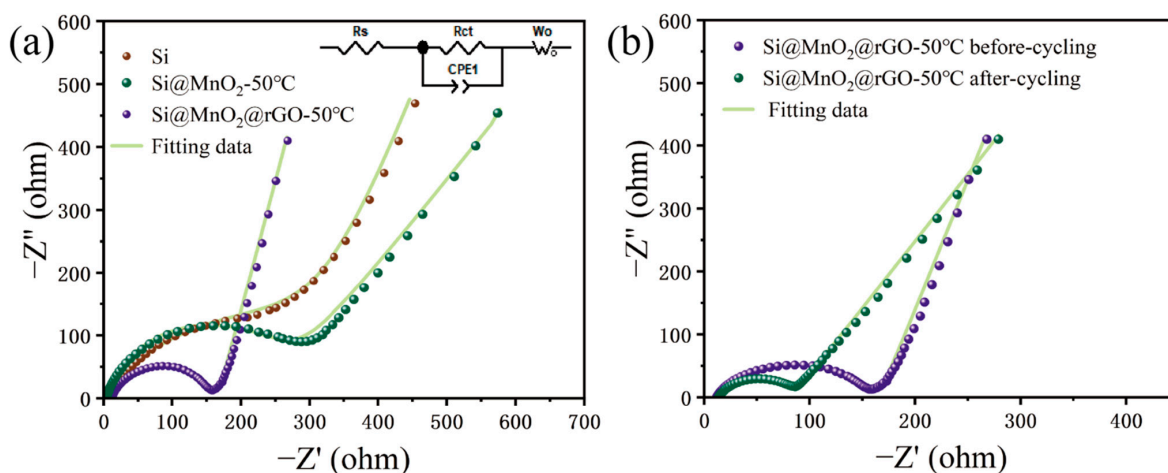 (a)
600
500
400
300
200
100
0
−Z'' (ohm)
Si
Si@MnO₂-50℃
Si@MnO₂@rGO-50℃
Fitting data
Rs
Rct
Wo
CPE1
0 100 200 300 400 500 600 700
−Z' (ohm)
(b)
600
500
400
300
200
100
0
−Z'' (ohm)
Si@MnO₂@rGO-50℃ before-cycling
Si@MnO₂@rGO-50℃ after-cycling
Fitting data
0 100 200 300 400
−Z' (ohm)